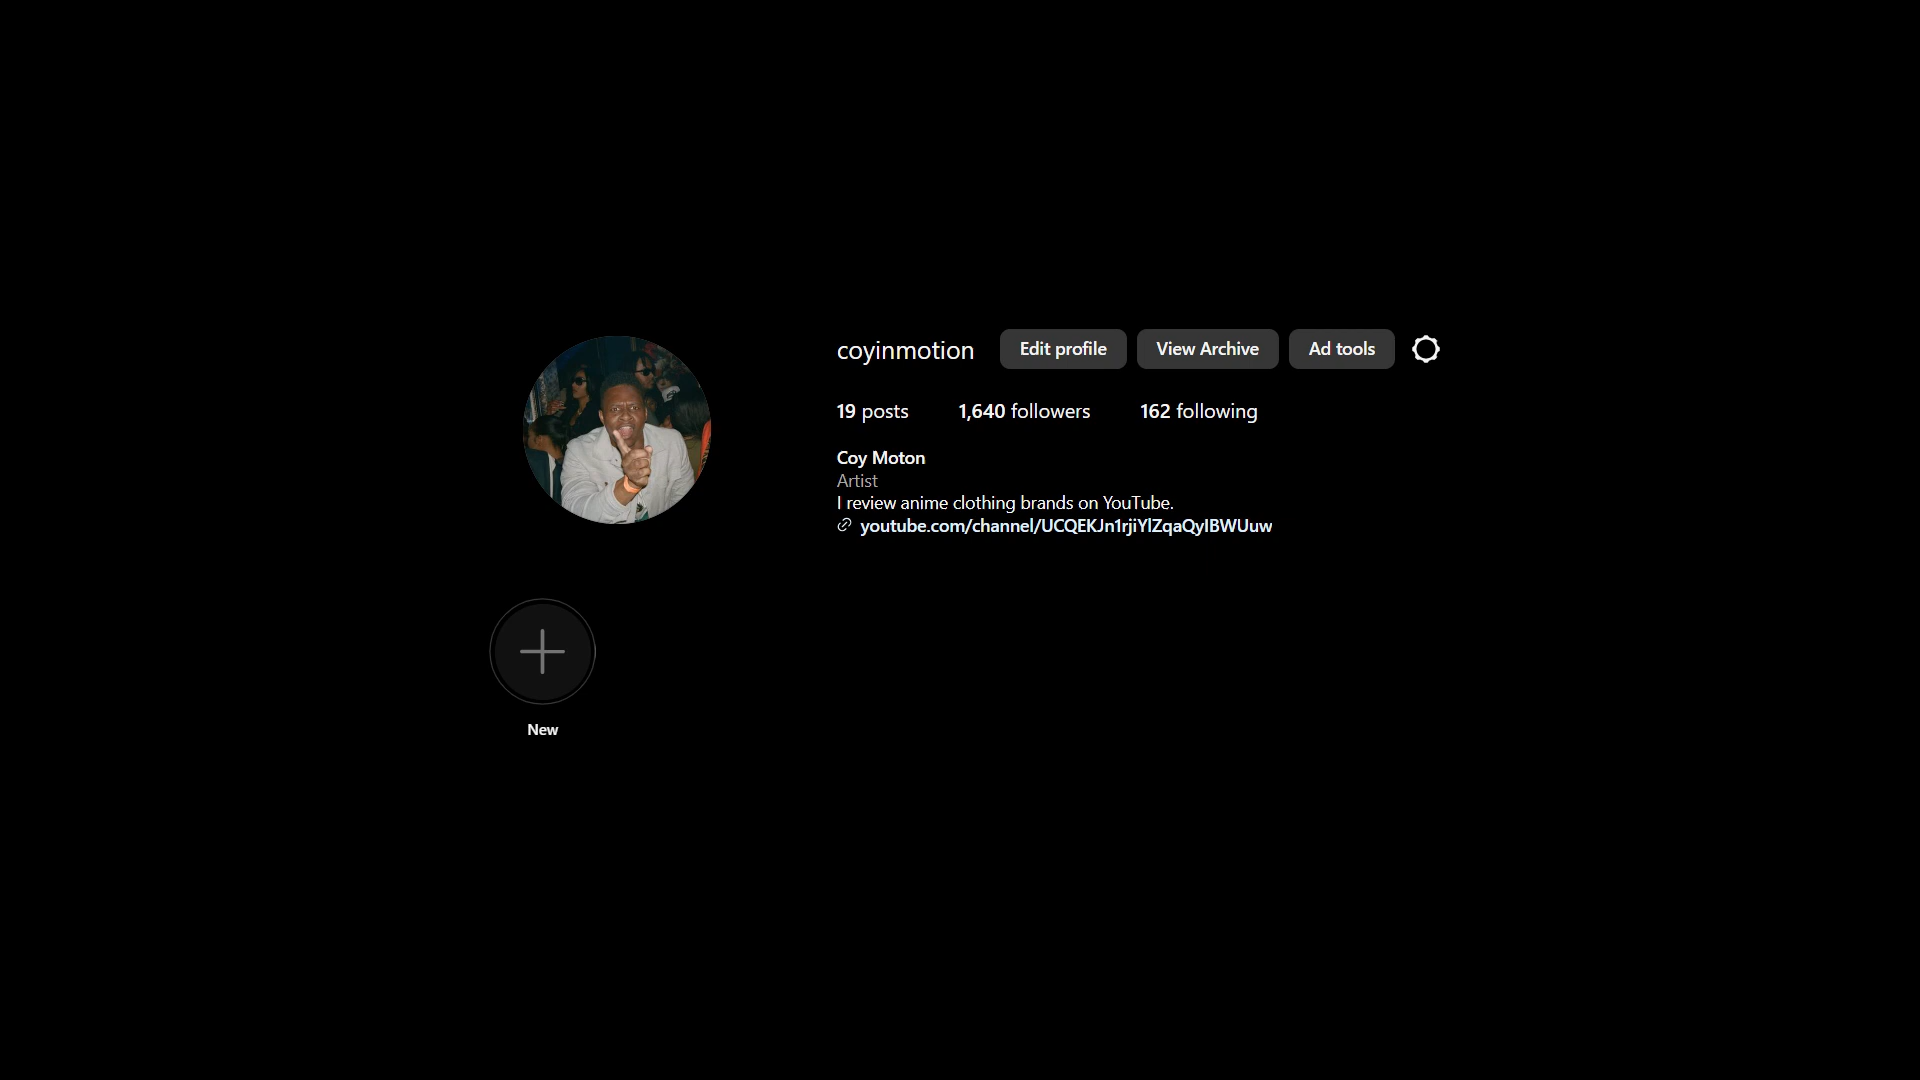 coyinmotion Edit profile View Archive Ad tools
19 posts 1,640 followers 162 following
Coy Moton
Artist
I review anime clothing brands on YouTube.
youtube.com/channel/UCQEKJn1rjiYlZqaQyIBWUuw
New